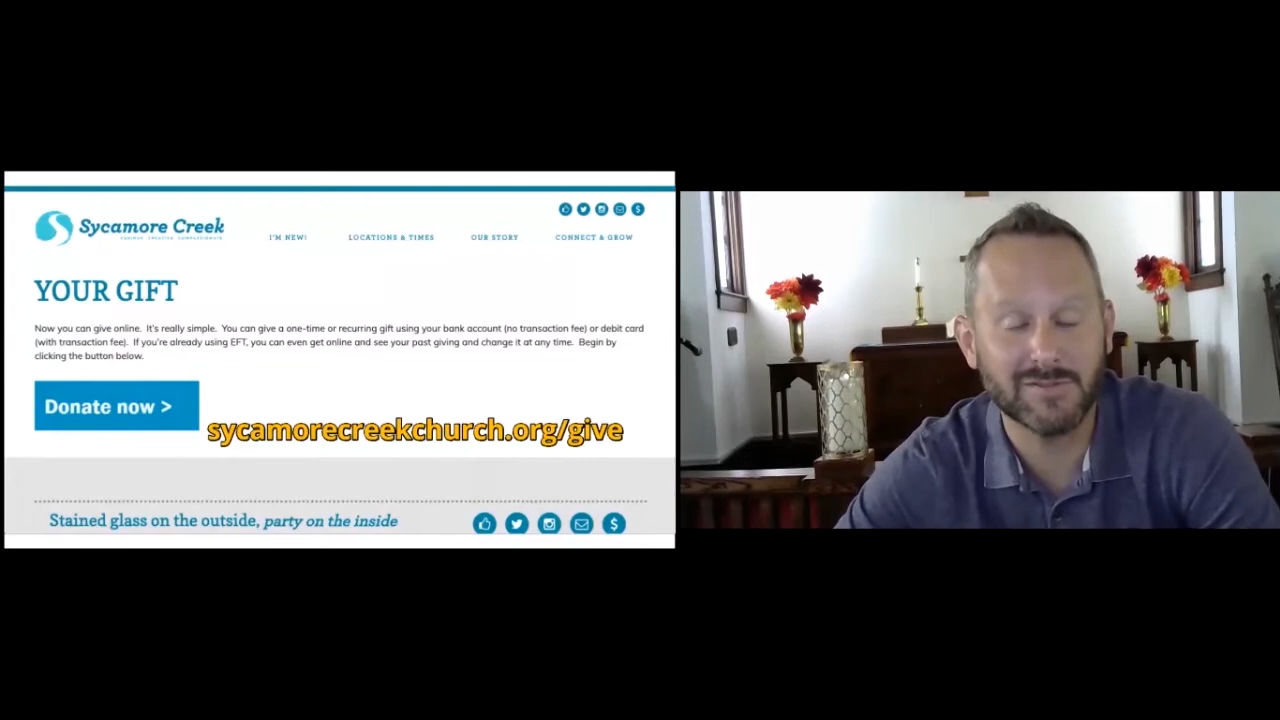 Sycamore Creek
CURIOUS CREATIVE COMPASSIONATE
I'M NEW!
LOCATIONS & TIMES
OUR STORY
CONNECT & GROW
YOUR GIFT
Now you can give online. It's really simple. You can give a one-time or recurring gift using your bank account (no transaction fee) or debit card
(with transaction fee). If you're already using EFT, you can even get online and see your past giving and change it at any time. Begin by
clicking the button below.
Donate now >
sycamorecreekchurch.org/give
Stained glass on the outside, party on the inside